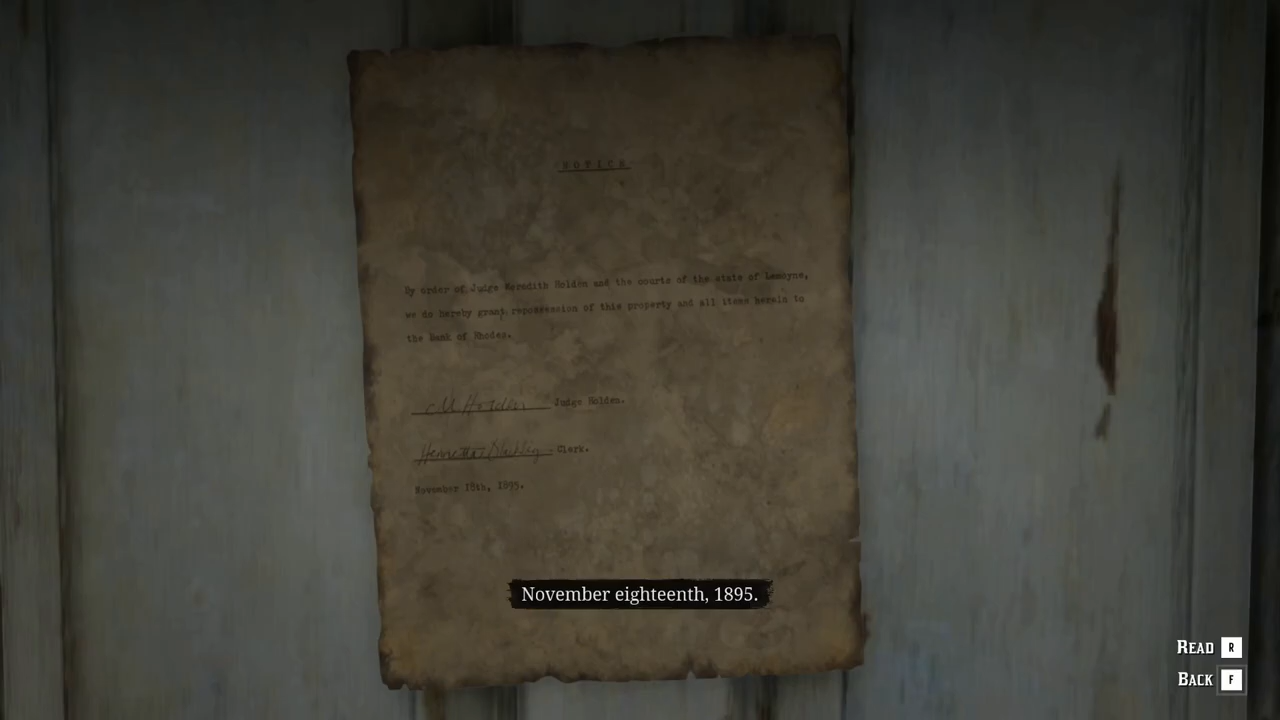 NOTICE
By order of Judge Meredith Holden and the courts of the state of Lemoyne,
we do hereby grant repossession of this property and all items herein to
the Bank of Rhodes.
M. Holden Judge Holden.
Henrietta Clerk.
November 18th, 1895.
November eighteenth, 1895.
READ R
BACK F